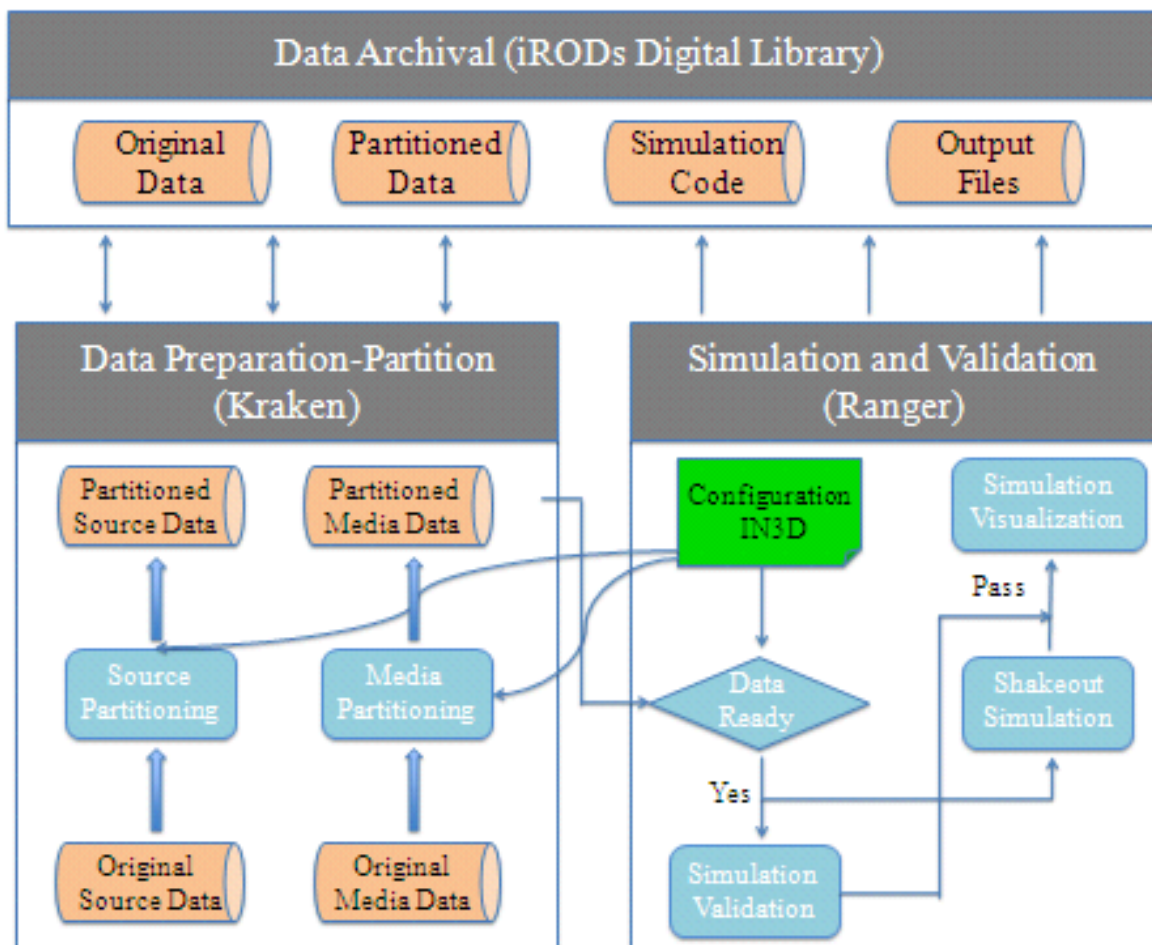 Data Archival (iRODs Digital Library)
Original
Data
Partitioned
Data
Simulation
Code
Output
Files
Data Preparation-Partition
(Kraken)
Partitioned
Source Data
Partitioned
Media Data
Source
Partitioning
Media
Partitioning
Original
Source Data
Original
Media Data
Simulation and Validation
(Ranger)
Configuration
IN3D
Simulation
Visualization
Pass
Data
Ready
Shakeout
Simulation
Yes
Simulation
Validation